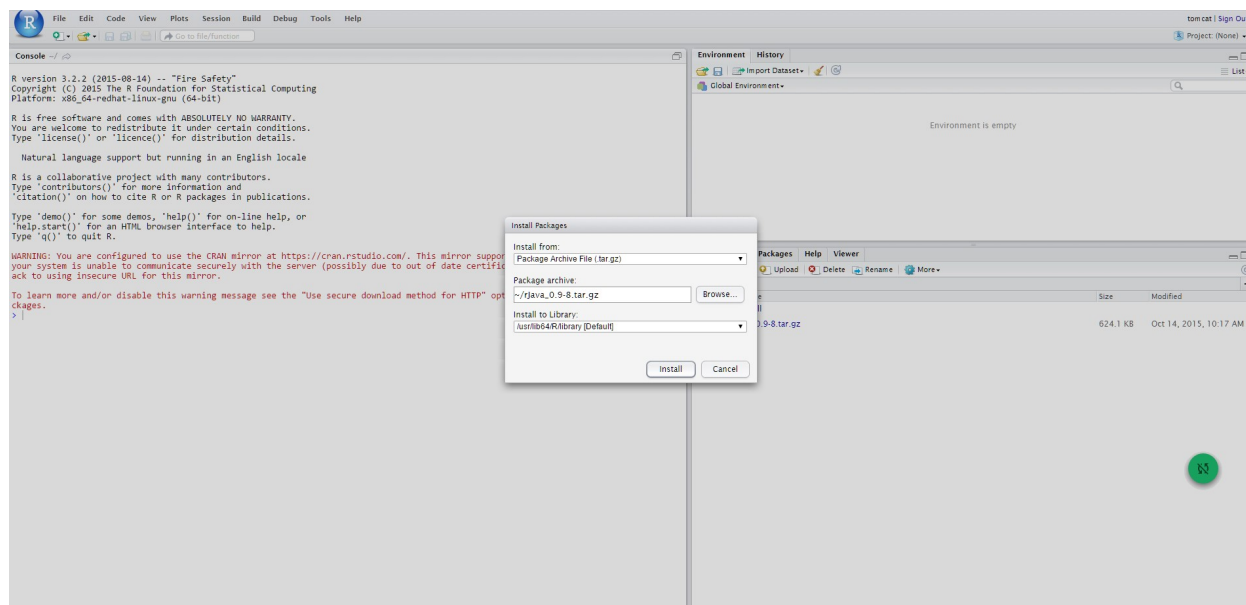 R
File Edit Code View Plots Session Build Debug Tools Help
tom cat | Sign Ou
Go to file/function
Project: (None)
Console ~/
R version 3.2.2 (2015-08-14) -- "Fire Safety"
Copyright (C) 2015 The R Foundation for Statistical Computing
Platform: x86_64-redhat-linux-gnu (64-bit)
R is free software and comes with ABSOLUTELY NO WARRANTY.
You are welcome to redistribute it under certain conditions.
Type 'license()' or 'licence()' for distribution details.
Natural language support but running in an English locale
R is a collaborative project with many contributors.
Type 'contributors()' for more information and
'citation()' on how to cite R or R packages in publications.
Type 'demo()' for some demos, 'help()' for on-line help, or
'help.start()' for an HTML browser interface to help.
Type 'q()' to quit R.
WARNING: You are configured to use the CRAN mirror at https://cran.rstudio.com/. This mirror suppor
your system is unable to communicate securely with the server (possibly due to out of date certific
ack to using insecure URL for this mirror.
To learn more and/or disable this warning message see the "Use secure download method for HTTP" opt
ckages.
>
Environment History
Import Dataset
List
Global Environment
Environment is empty
Install Packages
Install from:
Package Archive File (.tar.gz)
Package archive:
~/rJava_0.9-8.tar.gz
Browse...
Install to Library:
/usr/lib64/R/library [Default]
Install Cancel
Packages Help Viewer
Upload Delete Rename More
e Size Modified
ll
0.9-8.tar.gz 624.1 KB Oct 14, 2015, 10:17 AM